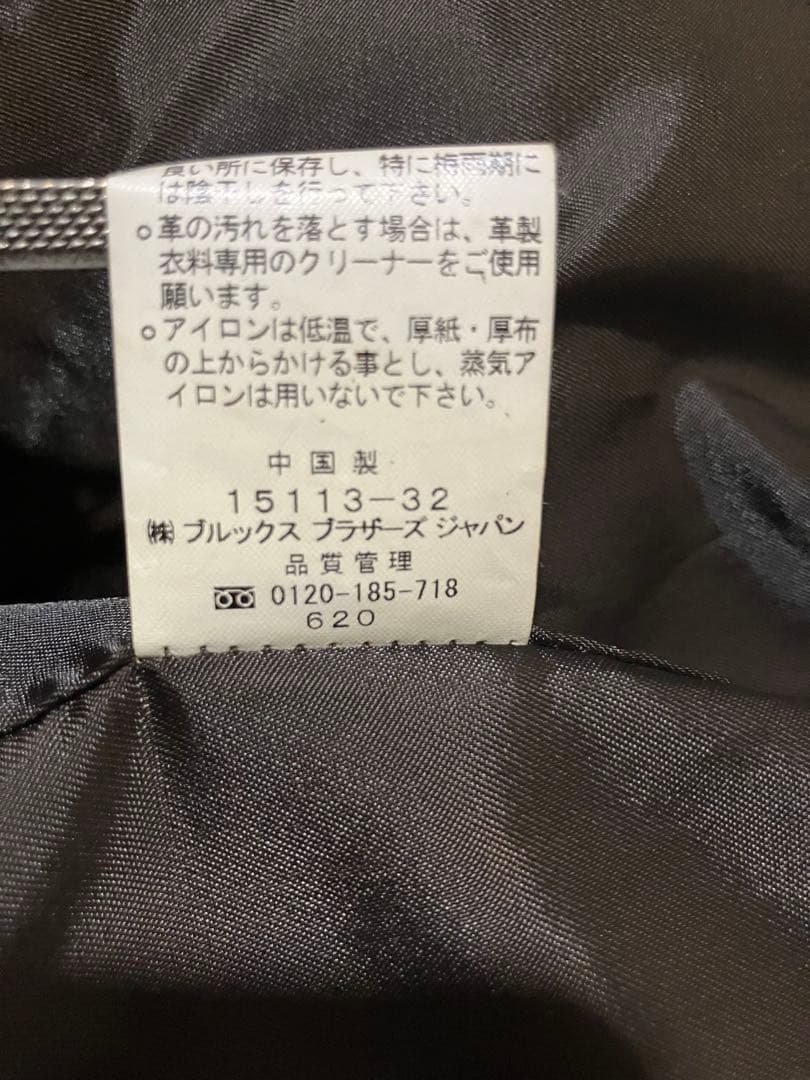 良い所に保存し、特に梅雨期に
は陰干しを行って下さい。
○革の汚れを落とす場合は、革製
衣料専用のクリーナーをご使用
願います。
○アイロンは低温で、厚紙・厚布
の上からかける事とし、蒸気ア
イロンは用いないで下さい。
中国製
15113-32
㈱ブルックス ブラザーズ ジャパン
品質管理
0120-185-718
620